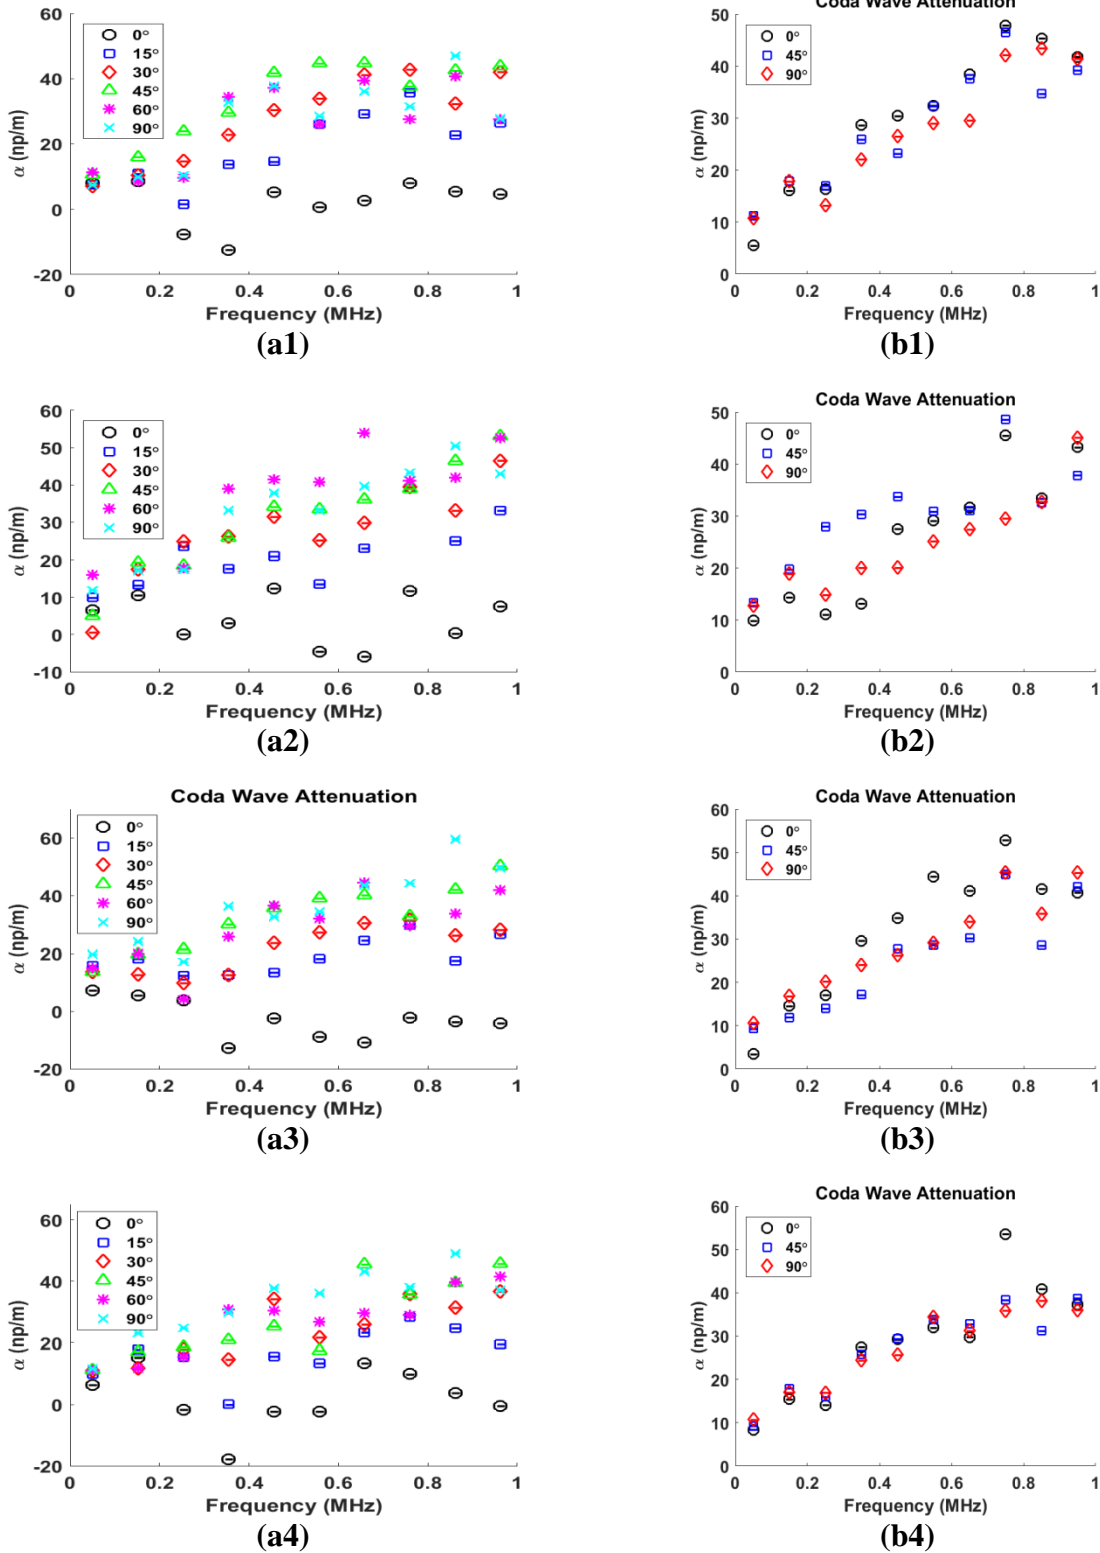 Coda Wave Attenuation
60
40
20
0
-20
0 0.2 0.4 0.6 0.8 1
α (np/m)
Frequency (MHz)
0°
15°
30°
45°
60°
90°
(a1)
50
40
30
20
10
0
0 0.2 0.4 0.6 0.8 1
α (np/m)
Frequency (MHz)
0°
45°
90°
(b1)
60
50
40
30
20
10
0
-10
0 0.2 0.4 0.6 0.8 1
α (np/m)
Frequency (MHz)
0°
15°
30°
45°
60°
90°
(a2)
Coda Wave Attenuation
50
40
30
20
10
0
0 0.2 0.4 0.6 0.8 1
α (np/m)
Frequency (MHz)
0°
45°
90°
(b2)
Coda Wave Attenuation
60
40
20
0
-20
0 0.2 0.4 0.6 0.8 1
α (np/m)
Frequency (MHz)
0°
15°
30°
45°
60°
90°
(a3)
Coda Wave Attenuation
60
50
40
30
20
10
0
0 0.2 0.4 0.6 0.8 1
α (np/m)
Frequency (MHz)
0°
45°
90°
(b3)
60
40
20
0
-20
0 0.2 0.4 0.6 0.8 1
α (np/m)
Frequency (MHz)
0°
15°
30°
45°
60°
90°
(a4)
Coda Wave Attenuation
60
50
40
30
20
10
0
0 0.2 0.4 0.6 0.8 1
α (np/m)
Frequency (MHz)
0°
45°
90°
(b4)